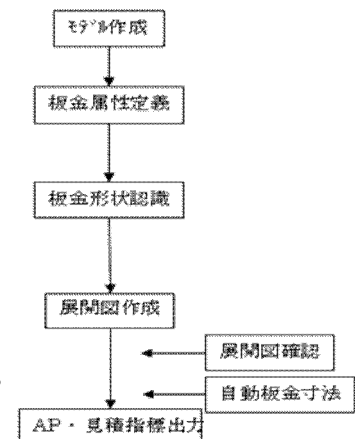 ﾓﾃﾞﾙ作成
板金属性定義
板金形状認識
展開図作成
展開図確認
自動板金寸法
AP・見積指標出力